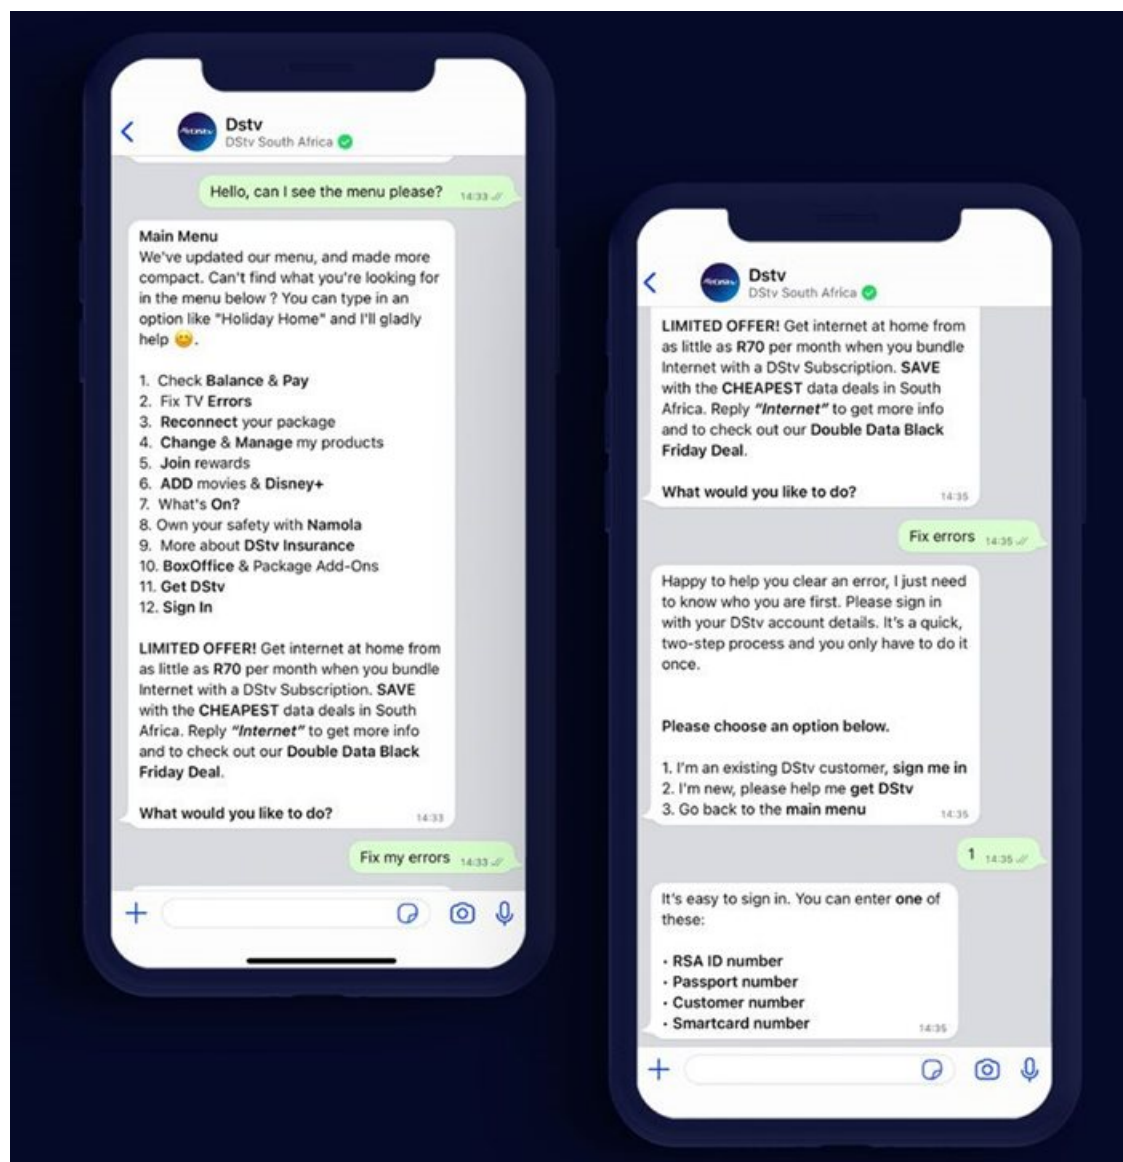 Dstv
DStv South Africa
Hello, can I see the menu please? 14:33
Main Menu
We've updated our menu, and made more
compact. Can't find what you're looking for
in the menu below ? You can type in an
option like "Holiday Home" and I'll gladly
help 😊.
1. Check Balance & Pay
2. Fix TV Errors
3. Reconnect your package
4. Change & Manage my products
5. Join rewards
6. ADD movies & Disney+
7. What's On?
8. Own your safety with Namola
9. More about DStv Insurance
10. BoxOffice & Package Add-Ons
11. Get DStv
12. Sign In
LIMITED OFFER! Get internet at home from
as little as R70 per month when you bundle
Internet with a DStv Subscription. SAVE
with the CHEAPEST data deals in South
Africa. Reply "Internet" to get more info
and to check out our Double Data Black
Friday Deal.
What would you like to do? 14:33
Fix my errors 14:33
Dstv
DStv South Africa
LIMITED OFFER! Get internet at home from
as little as R70 per month when you bundle
Internet with a DStv Subscription. SAVE
with the CHEAPEST data deals in South
Africa. Reply "Internet" to get more info
and to check out our Double Data Black
Friday Deal.
What would you like to do? 14:35
Fix errors 14:35
Happy to help you clear an error, I just need
to know who you are first. Please sign in
with your DStv account details. It's a quick,
two-step process and you only have to do it
once.
Please choose an option below.
1. I'm an existing DStv customer, sign me in
2. I'm new, please help me get DStv
3. Go back to the main menu 14:35
1 14:35
It's easy to sign in. You can enter one of
these:
• RSA ID number
• Passport number
• Customer number
• Smartcard number 14:35